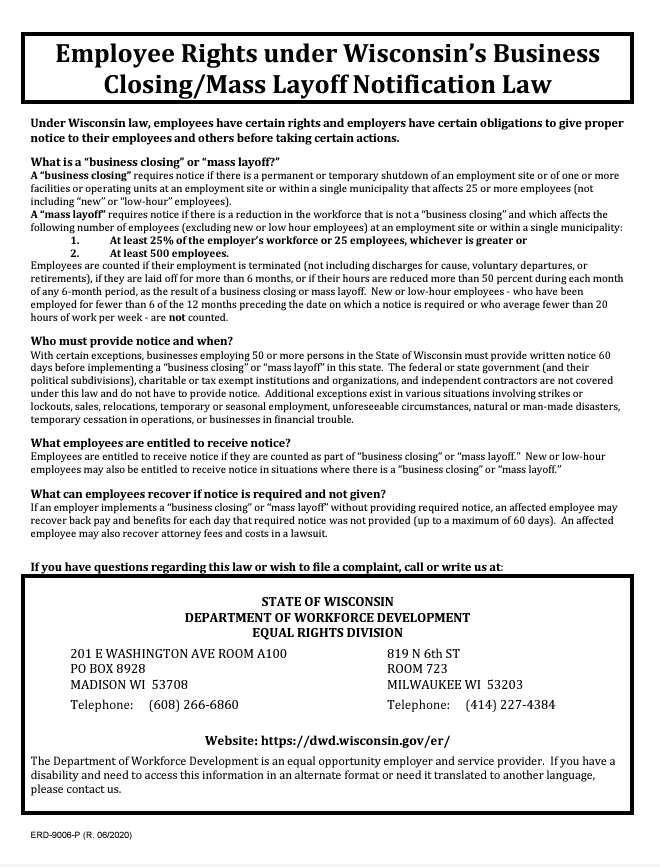 Employee Rights under Wisconsin's Business
Closing/Mass Layoff Notification Law
Under Wisconsin law, employees have certain rights and employers have certain obligations to give proper
notice to their employees and others before taking certain actions.
What is a "business closing" or "mass layoff?"
A "business closing" requires notice if there is a permanent or temporary shutdown of an employment site or of one or more
facilities or operating units at an employment site or within a single municipality that affects 25 or more employees (not
including "new" or "low-hour" employees).
A "mass layoff" requires notice if there is a reduction in the workforce that is not a "business closing" and which affects the
following number of employees (excluding new or low hour employees) at an employment site or within a single municipality:
1. At least 25% of the employer's workforce or 25 employees, whichever is greater or
2. At least 500 employees.
Employees are counted if their employment is terminated (not including discharges for cause, voluntary departures, or
retirements), if they are laid off for more than 6 months, or if their hours are reduced more than 50 percent during each month
of any 6-month period, as the result of a business closing or mass layoff. New or low-hour employees - who have been
employed for fewer than 6 of the 12 months preceding the date on which a notice is required or who average fewer than 20
hours of work per week - are not counted.
Who must provide notice and when?
With certain exceptions, businesses employing 50 or more persons in the State of Wisconsin must provide written notice 60
days before implementing a "business closing" or "mass layoff" in this state. The federal or state government (and their
political subdivisions), charitable or tax exempt institutions and organizations, and independent contractors are not covered
under this law and do not have to provide notice. Additional exceptions exist in various situations involving strikes or
lockouts, sales, relocations, temporary or seasonal employment, unforeseeable circumstances, natural or man-made disasters,
temporary cessation in operations, or businesses in financial trouble.
What employees are entitled to receive notice?
Employees are entitled to receive notice if they are counted as part of "business closing" or "mass layoff." New or low-hour
employees may also be entitled to receive notice in situations where there is a "business closing" or "mass layoff."
What can employees recover if notice is required and not given?
If an employer implements a "business closing" or "mass layoff" without providing required notice, an affected employee may
recover back pay and benefits for each day that required notice was not provided (up to a maximum of 60 days). An affected
employee may also recover attorney fees and costs in a lawsuit.
If you have questions regarding this law or wish to file a complaint, call or write us at:
STATE OF WISCONSIN
DEPARTMENT OF WORKFORCE DEVELOPMENT
EQUAL RIGHTS DIVISION
201 E WASHINGTON AVE ROOM A100
PO BOX 8928
MADISON WI 53708
Telephone: (608) 266-6860
819 N 6th ST
ROOM 723
MILWAUKEE WI 53203
Telephone: (414) 227-4384
Website: https://dwd.wisconsin.gov/er/
The Department of Workforce Development is an equal opportunity employer and service provider. If you have a
disability and need to access this information in an alternate format or need it translated to another language,
please contact us.
ERD-9006-P (R. 06/2020)